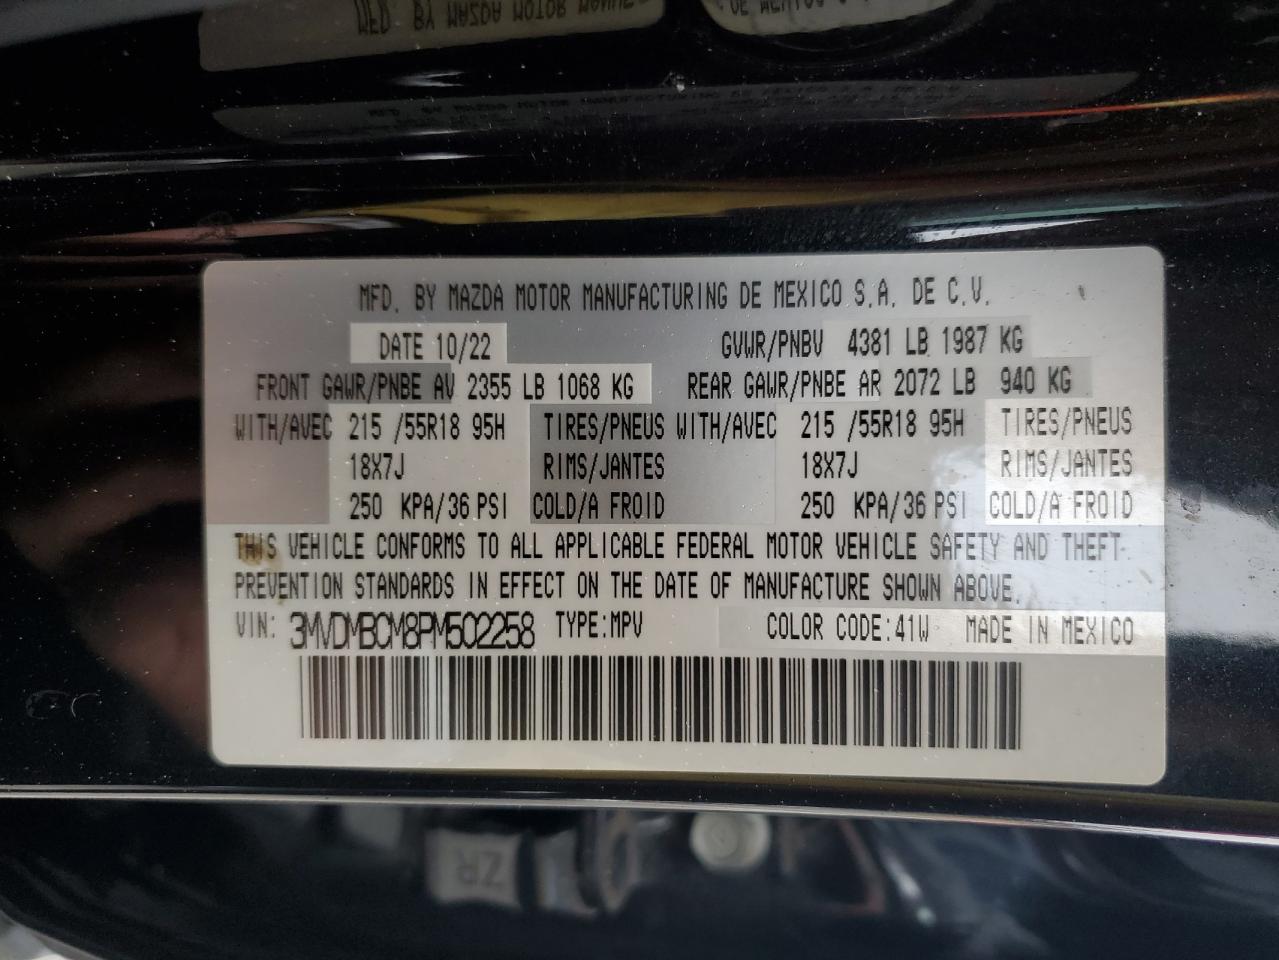 MFD. BY MAZDA MOTOR MANUFACTURING DE MEXICO S.A. DE C.V.
DATE 10/22 GVWR/PNBV 4381 LB 1987 KG
FRONT GAWR/PNBE AV 2355 LB 1068 KG REAR GAWR/PNBE AR 2072 LB 940 KG
WITH/AVEC 215 /55R18 95H TIRES/PNEUS WITH/AVEC 215 /55R18 95H TIRES/PNEUS
18X7J RIMS/JANTES 18X7J RIMS/JANTES
250 KPA/36 PSI COLD/A FROID 250 KPA/36 PSI COLD/A FROID
THIS VEHICLE CONFORMS TO ALL APPLICABLE FEDERAL MOTOR VEHICLE SAFETY AND THEFT
PREVENTION STANDARDS IN EFFECT ON THE DATE OF MANUFACTURE SHOWN ABOVE.
VIN: 3MVDMBCM8PM502258 TYPE:MPV COLOR CODE:41W MADE IN MEXICO